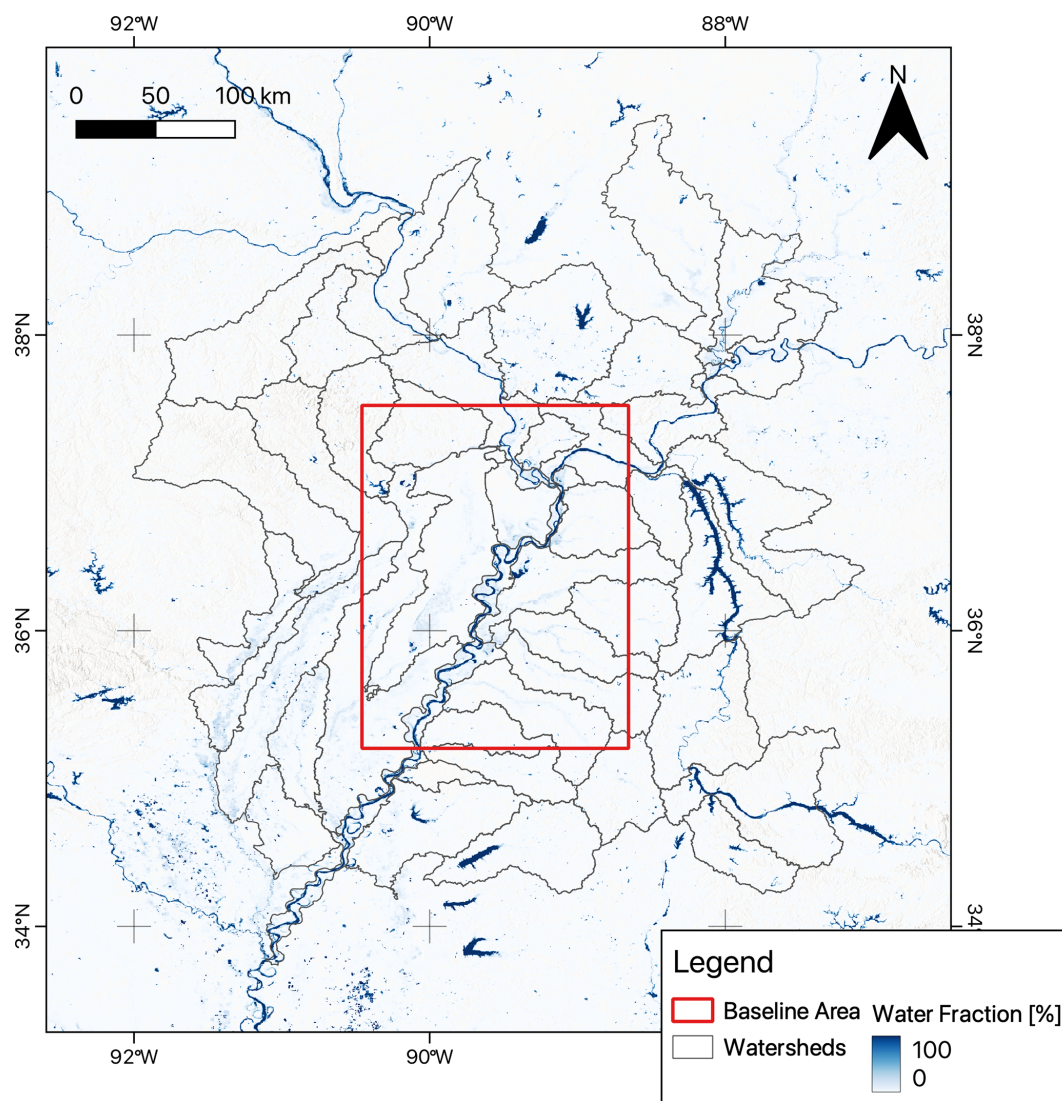 92°W 90°W 88°W
N
0 50 100 km
38°N 38°N
36°N 36°N
34°N 34°
Legend
Baseline Area Water Fraction [%]
Watersheds 100
0
92°W 90°W